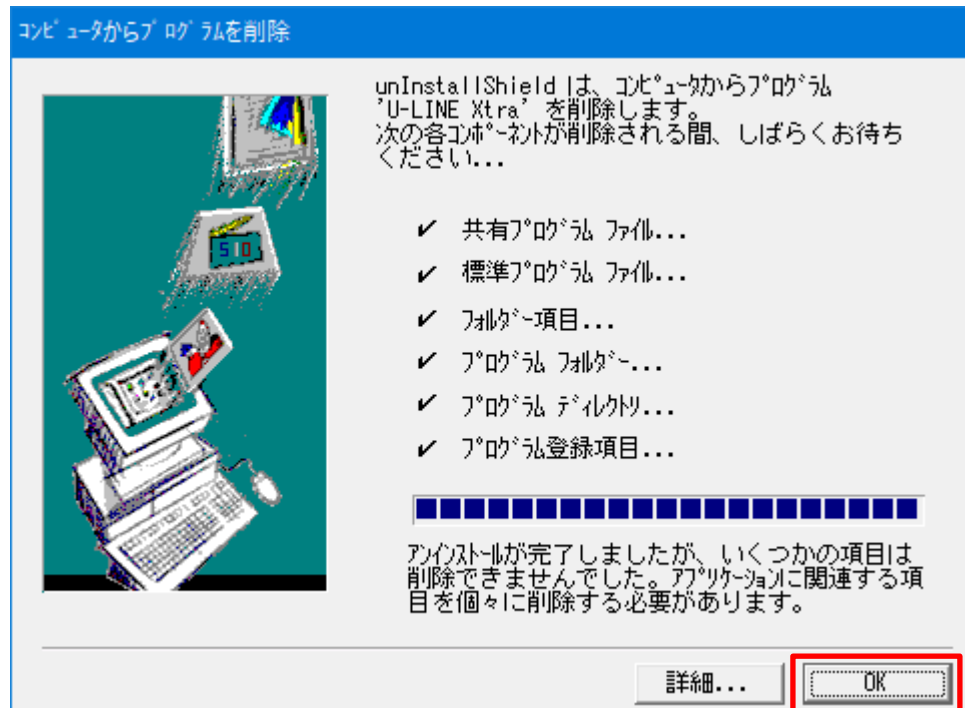 コンピュータからプログラムを削除
unInstallShield は、コンピュータからプログラム
'U-LINE Xtra' を削除します。
次の各コンポーネントが削除される間、しばらくお待ち
ください...
✔ 共有プログラム ファイル...
✔ 標準プログラム ファイル...
✔ フォルダー項目...
✔ プログラム フォルダー...
✔ プログラム ディレクトリ...
✔ プログラム登録項目...
アンインストールが完了しましたが、いくつかの項目は
削除できませんでした。アプリケーションに関連する項
目を個々に削除する必要があります。
詳細...
OK